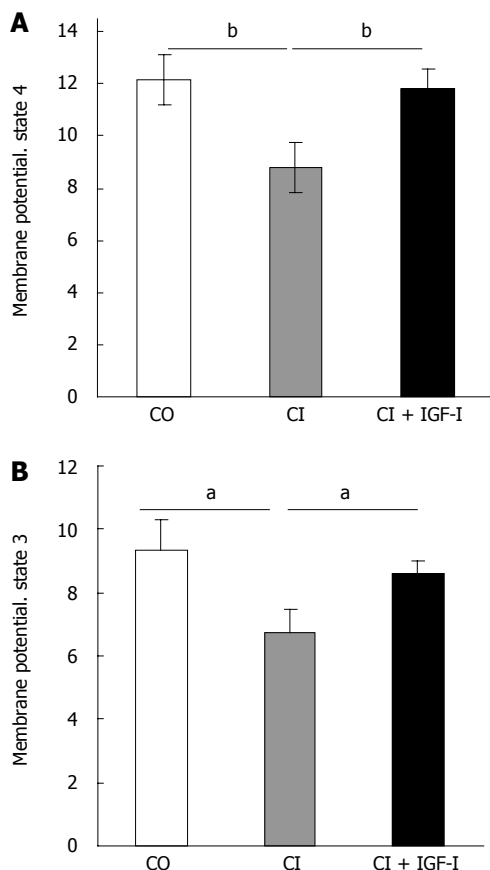 A
Membrane potential. state 4
14
12
10
8
6
4
2
0
b
b
CO
CI
CI + IGF-I
B
Membrane potential. state 3
12
10
8
6
4
2
0
a
a
CO
CI
CI + IGF-I